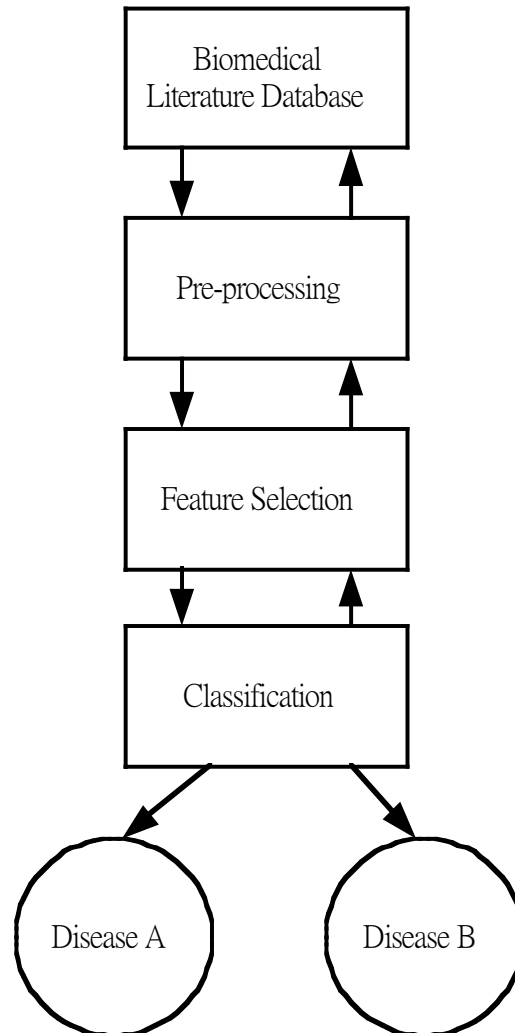 Biomedical
Literature Database
Pre-processing
Feature Selection
Classification
Disease A
Disease B